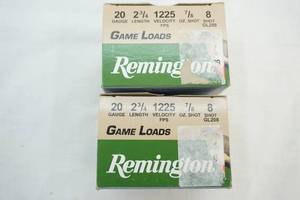 20 2¾ 1225 ⅞ 8
GAUGE LENGTH VELOCITY OZ. SHOT SHOT
FPS GL208
GAME LOADS
Remington
20 2¾ 1225 ⅞ 8
GAUGE LENGTH VELOCITY OZ. SHOT SHOT
FPS GL208
GAME LOADS
Remington